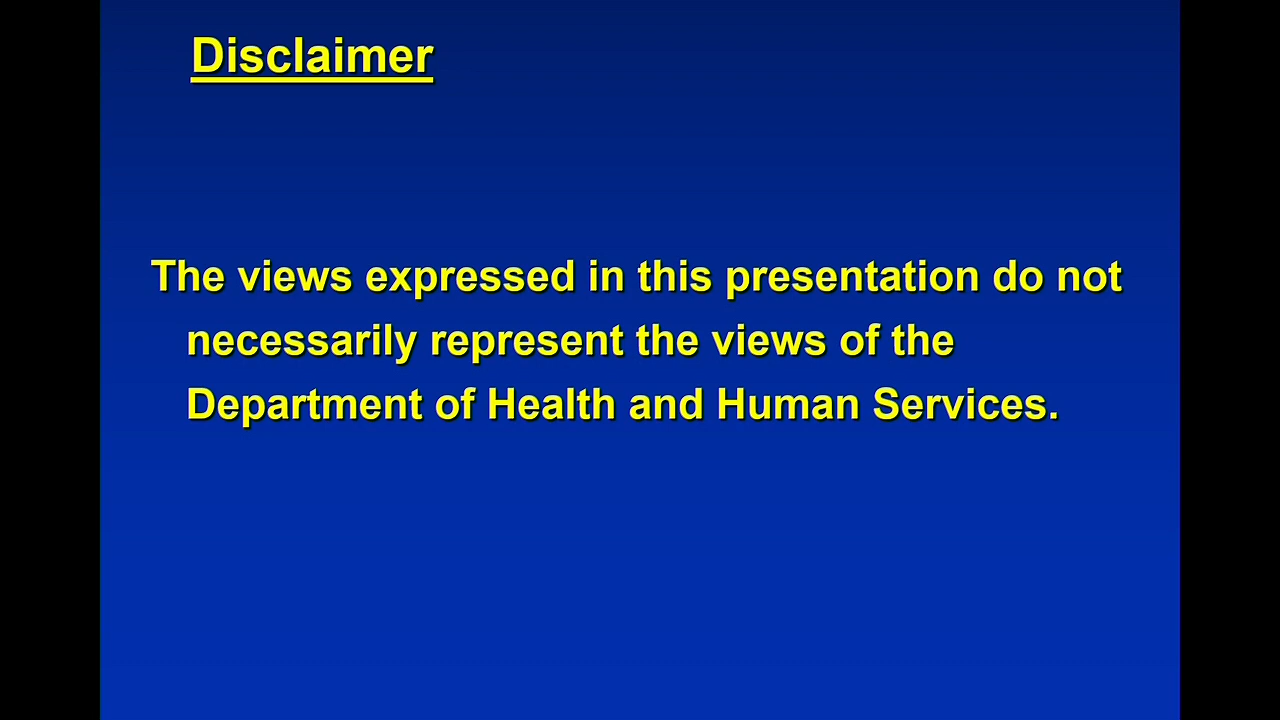 Disclaimer
The views expressed in this presentation do not
necessarily represent the views of the
Department of Health and Human Services.